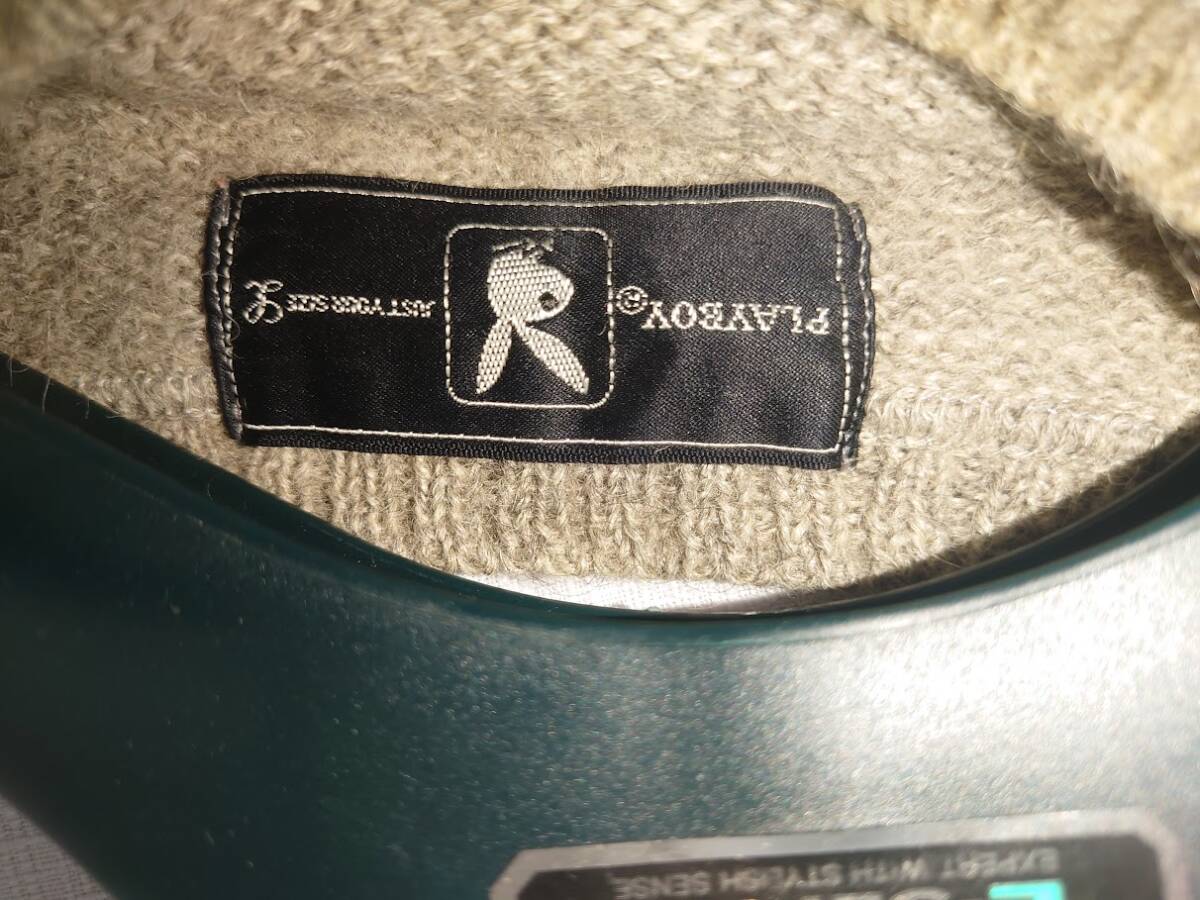 PLAYBOY®
JUST YOUR SIZE L
EXPERT WITH STYLISH SENSE